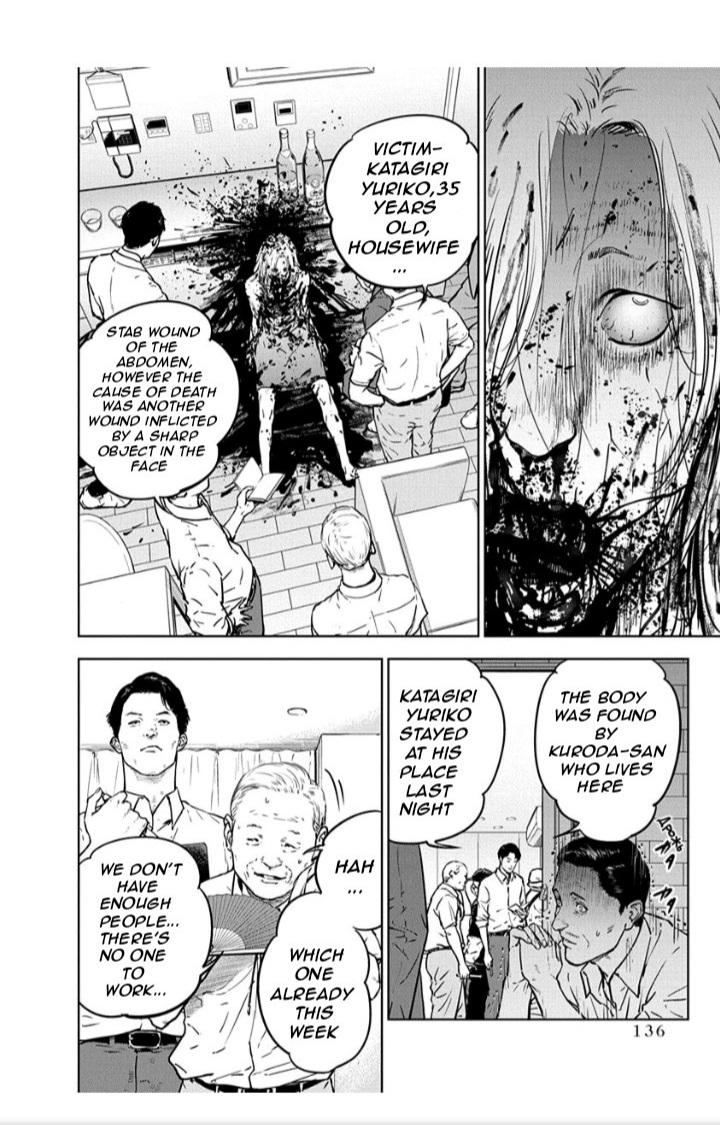 VICTIM-
KATAGIRI
YURIKO,35
YEARS
OLD,
HOUSEWIFE
...
STAB WOUND
OF THE
ABDOMEN,
HOWEVER THE
CAUSE OF DEATH
WAS ANOTHER
WOUND INFLICTED
BY A SHARP
OBJECT IN THE
FACE
THE BODY
WAS FOUND
BY
KURODA-SAN
WHO LIVES
HERE
KATAGIRI
YURIKO
STAYED
AT HIS
PLACE
LAST
NIGHT
HAH
...
WHICH
ONE
ALREADY
THIS
WEEK
WE DON'T
HAVE
ENOUGH
PEOPLE...
THERE'S
NO ONE
TO
WORK...
136